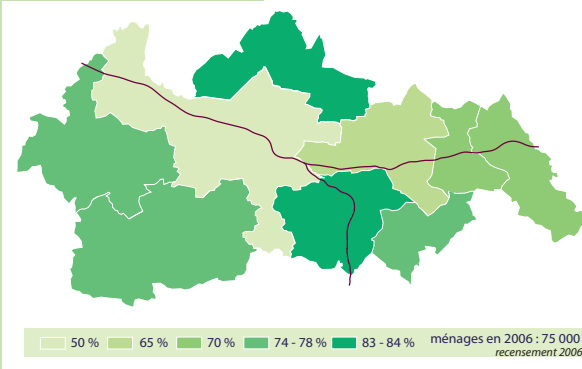 50 % 65 % 70 % 74 - 78 % 83 - 84 % ménages en 2006 : 75 000
recensement 2006